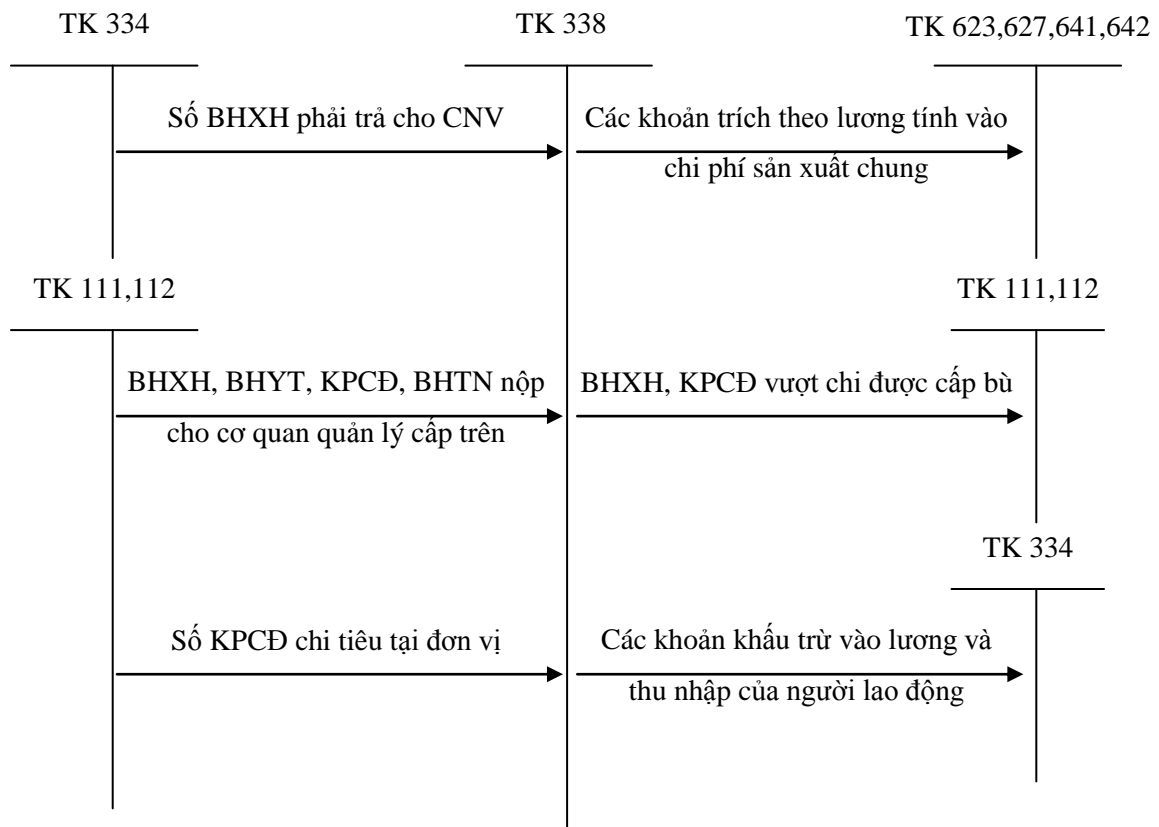 TK 334
TK 338
TK 623,627,641,642
Số BHXH phải trả cho CNV
Các khoản trích theo lương tính vào
chi phí sản xuất chung
TK 111,112
TK 111,112
BHXH, BHYT, KPCĐ, BHTN nộp
cho cơ quan quản lý cấp trên
BHXH, KPCĐ vượt chi được cấp bù
TK 334
Số KPCĐ chi tiêu tại đơn vị
Các khoản khấu trừ vào lương và
thu nhập của người lao động